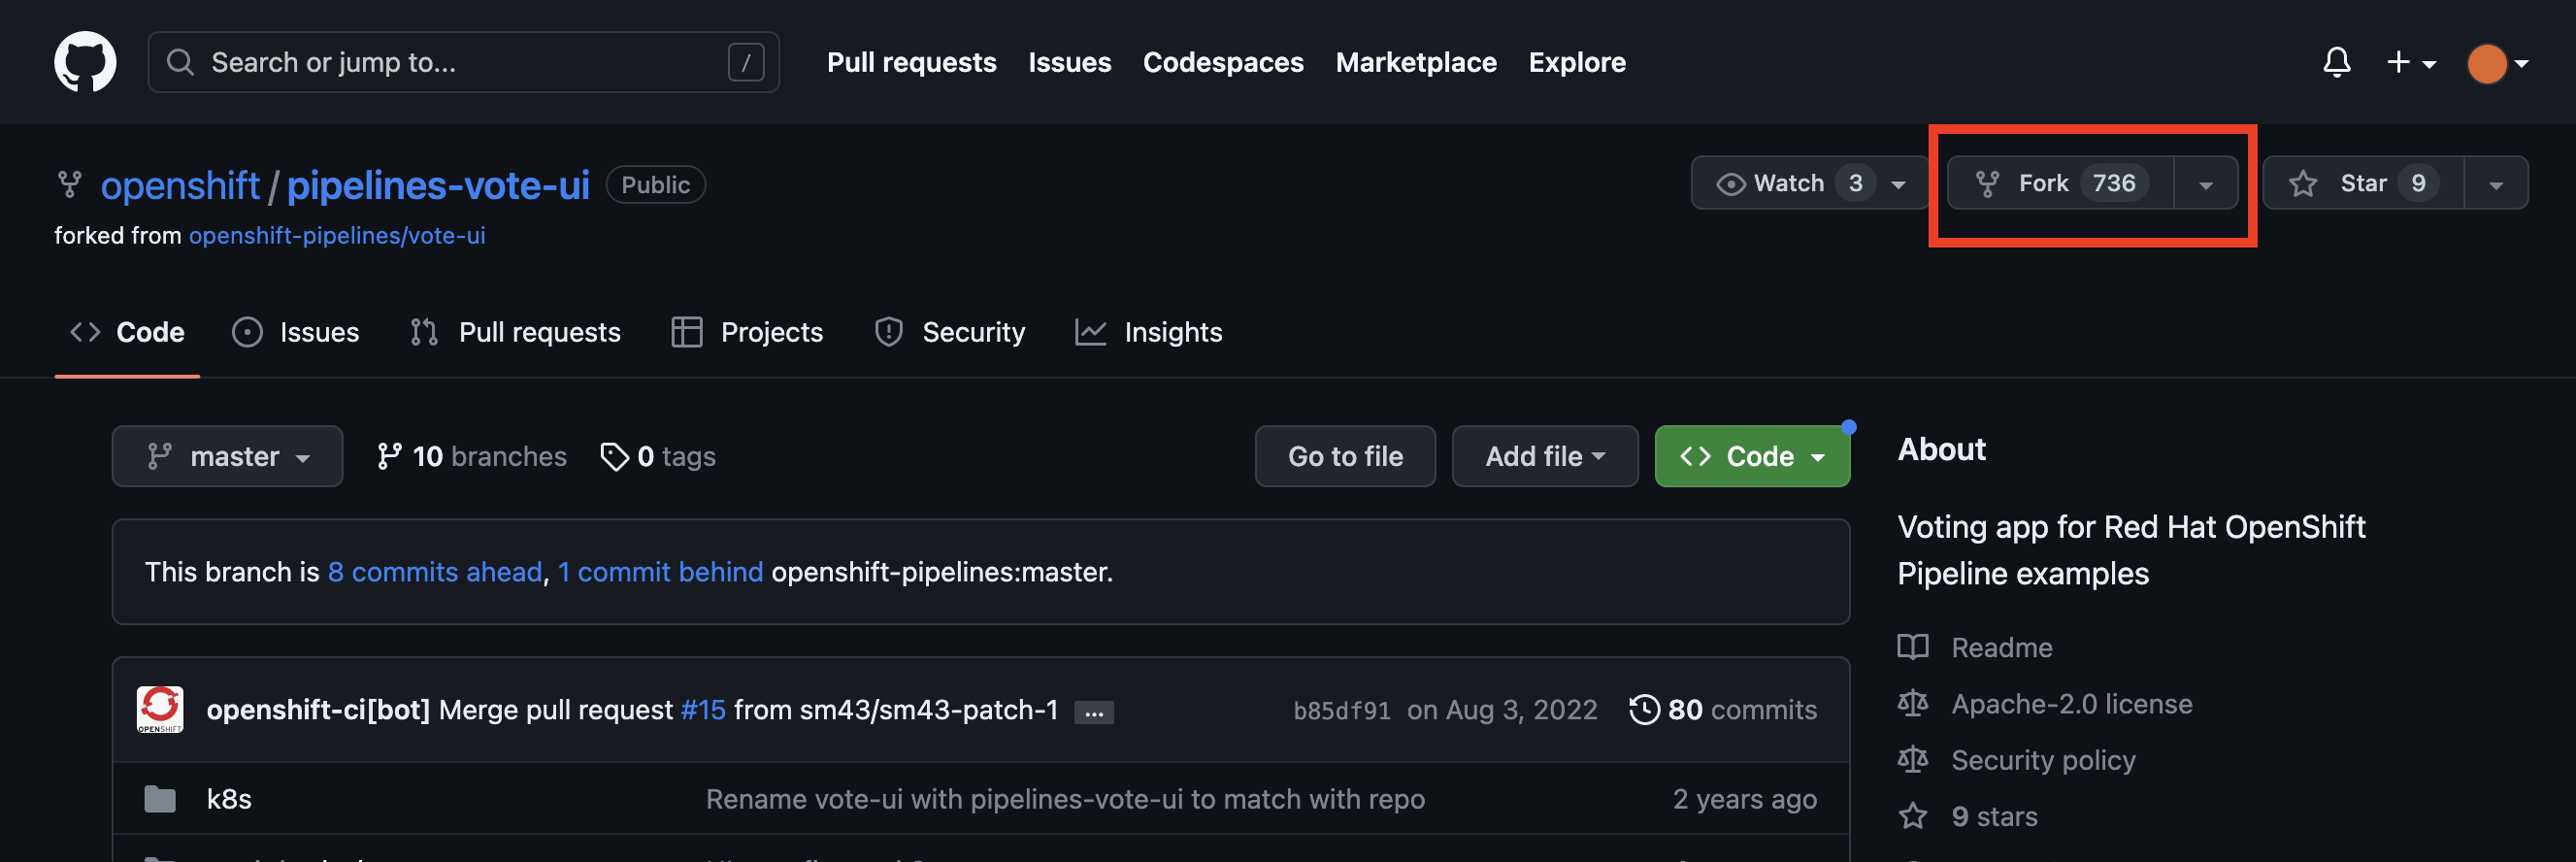 Search or jump to... / Pull requests Issues Codespaces Marketplace Explore
openshift / pipelines-vote-ui Public Watch 3 Fork 736 Star 9
forked from openshift-pipelines/vote-ui
Code Issues Pull requests Projects Security Insights
master 10 branches 0 tags Go to file Add file Code
This branch is 8 commits ahead, 1 commit behind openshift-pipelines:master.
OPENSHIFT openshift-ci[bot] Merge pull request #15 from sm43/sm43-patch-1 ... b85df91 on Aug 3, 2022 80 commits
k8s Rename vote-ui with pipelines-vote-ui to match with repo 2 years ago
About
Voting app for Red Hat OpenShift
Pipeline examples
Readme
Apache-2.0 license
Security policy
9 stars